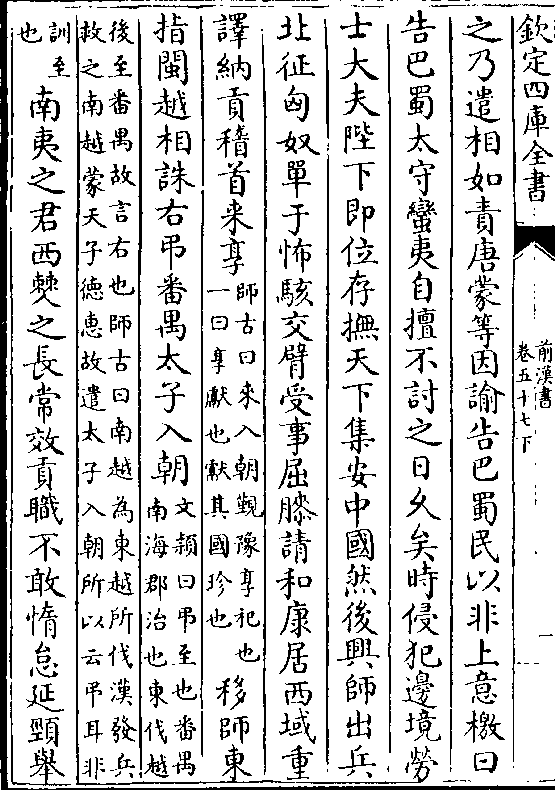 欽定四庫全書
前漢書
卷五十七下
一
之乃遣相如責唐蒙等因諭告巴蜀民以非上意檄曰
告巴蜀太守蠻夷自擅不討之日久矣時侵犯邊境勞
士大夫陛下即位存撫天下集安中國然後興師出兵
北征匈奴單于怖駭交臂受事屈膝請和康居西域重
譯納貢稽首来享
師古曰來入朝覲豫享祀也
一曰享獻也獻其國珍也
移師東
指閩越相誅右弔番禺太子入朝
文穎曰弔至也番禺
南海郡治也東伐越
後至番禺故言右也師古曰南越為東越所伐漢發兵
救之南越蒙天子德惠故遣太子入朝所以云弔耳非
訓至
也
南夷之君西僰之長常效貢職不敢惰怠延頸舉